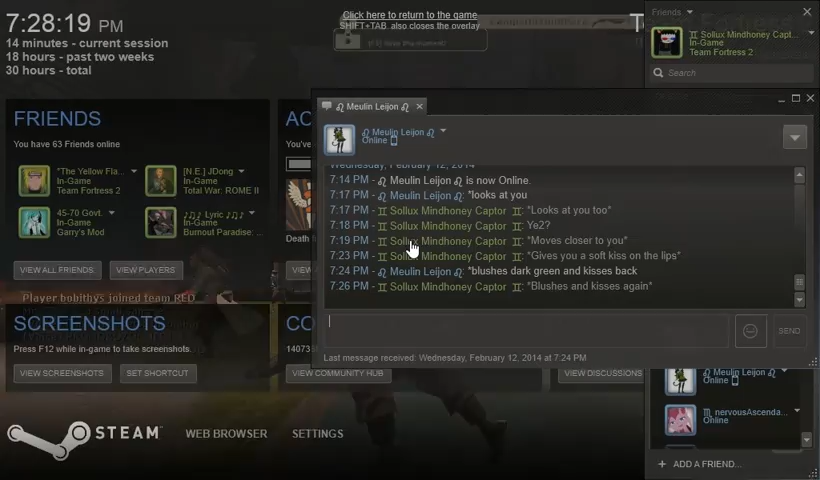 7:28:19 PM
14 minutes - current session
18 hours - past two weeks
30 hours - total
Click here to return to the game
SHIFT+TAB also closes the overlay
Friends
♊ Sollux Mindhoney Capt...
In-Game
Team Fortress 2
Search
FRIENDS
You have 63 Friends online
"The Yellow Fla...
In-Game
Team Fortress 2
[N.E.] JDong
In-Game
Total War: ROME II
45-70 Govt.
In-Game
Garry's Mod
♪♫♪ Lyric ♪♫♪
In-Game
Burnout Paradise: ...
VIEW ALL FRIENDS
VIEW PLAYERS
Player bobithys joined team RED
AC
Death
♌ Meulin Leijon ♌
♌ Meulin Leijon ♌
Online
Wednesday, February 12, 2014
7:14 PM - ♌ Meulin Leijon ♌ is now Online.
7:17 PM - ♌ Meulin Leijon ♌: *looks at you
7:17 PM - ♊ Sollux Mindhoney Captor ♊: *Looks at you too*
7:18 PM - ♊ Sollux Mindhoney Captor ♊: Ye2?
7:19 PM - ♊ Sollux Mindhoney Captor ♊: *Moves closer to you*
7:23 PM - ♊ Sollux Mindhoney Captor ♊: *Gives you a soft kiss on the lips*
7:24 PM - ♌ Meulin Leijon ♌: *blushes dark green and kisses back
7:26 PM - ♊ Sollux Mindhoney Captor ♊: *Blushes and kisses again*
SEND
Last message received: Wednesday, February 12, 2014 at 7:24 PM
SCREENSHOTS
Press F12 while in-game to take screenshots.
VIEW SCREENSHOTS
SET SHORTCUT
CO
14073
VIEW COMMUNITY HUB
VIEW DISCUSSIONS
♌ Meulin Leijon ♌
Online
♏ nervousAscenda...
Online
STEAM
WEB BROWSER
SETTINGS
+ ADD A FRIEND...